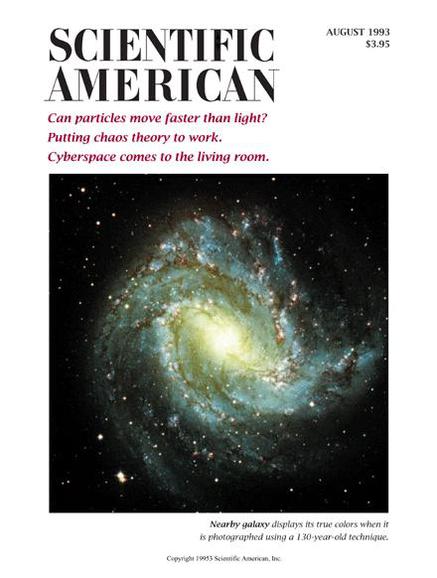 SCIENTIFIC
AMERICAN
AUGUST 1993
$3.95
Can particles move faster than light?
Putting chaos theory to work.
Cyberspace comes to the living room.
Nearby galaxy displays its true colors when it
is photographed using a 130-year-old technique.
Copyright 19953 Scientific American, Inc.